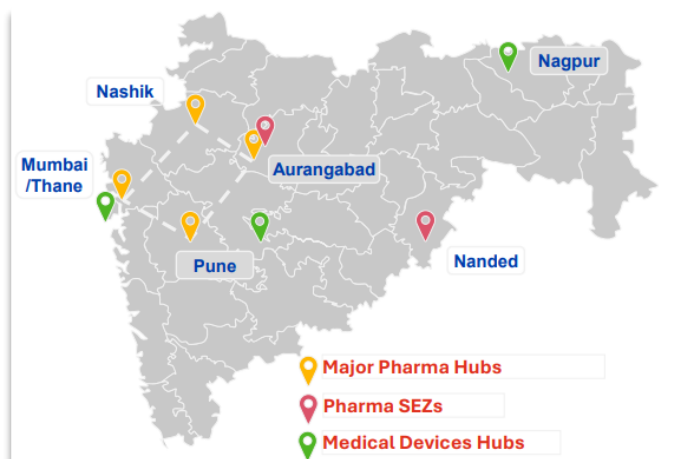 Nagpur
Nashik
Mumbai
/Thane
Aurangabad
Pune
Nanded
Major Pharma Hubs
Pharma SEZs
Medical Devices Hubs